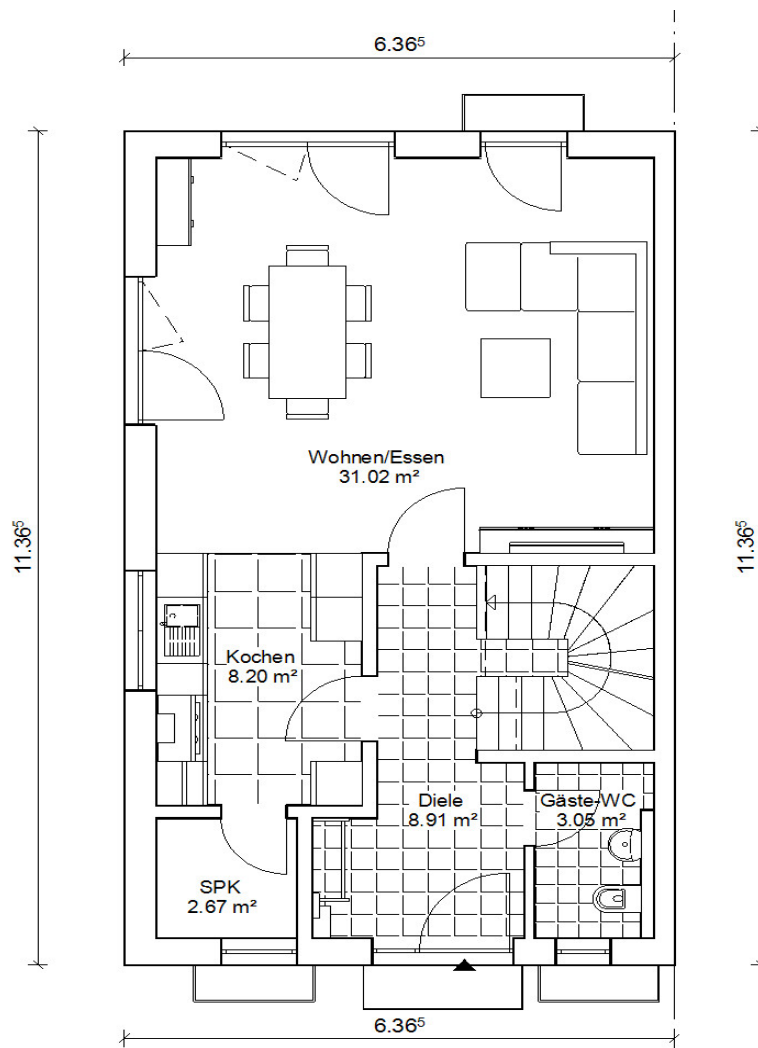 6.36⁵
11.36⁵
11.36⁵
Wohnen/Essen
31.02 m²
Kochen
8.20 m²
Diele
8.91 m²
Gäste-WC
3.05 m²
SPK
2.67 m²
6.36⁵